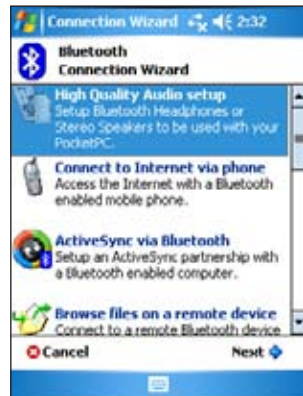 Connection Wizard 2:32
Bluetooth
Connection Wizard
High Quality Audio setup
Setup Bluetooth Headphones or
Stereo Speakers to be used with your
PocketPC.
Connect to Internet via phone
Access the Internet with a Bluetooth
enabled mobile phone.
ActiveSync via Bluetooth
Setup an ActiveSync partnership with
a Bluetooth enabled computer.
Browse files on a remote device
Connect to a remote Bluetooth device
Cancel Next